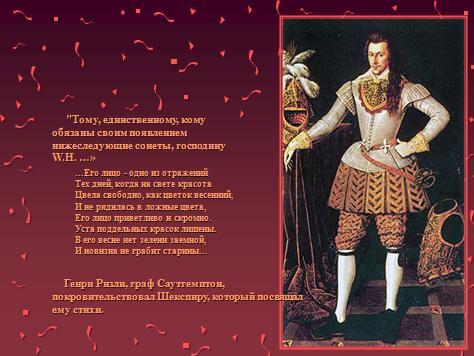 "Тому, единственному, кому
обязаны своим появлением
нижеследующие сонеты, господину
W.H. …»
…Его лицо - одно из отражений
Тех дней, когда на свете красота
Цвела свободно, как цветок весенний,
И не рядилась в ложные цвета,
Его лицо приветливо и скромно.
Уста поддельных красок лишены.
В его весне нет зелени заемной,
И новизна не грабит старины…
Генри Ризли, граф Саутгемптон,
покровительствовал Шекспиру, который посвящал
ему стихи.